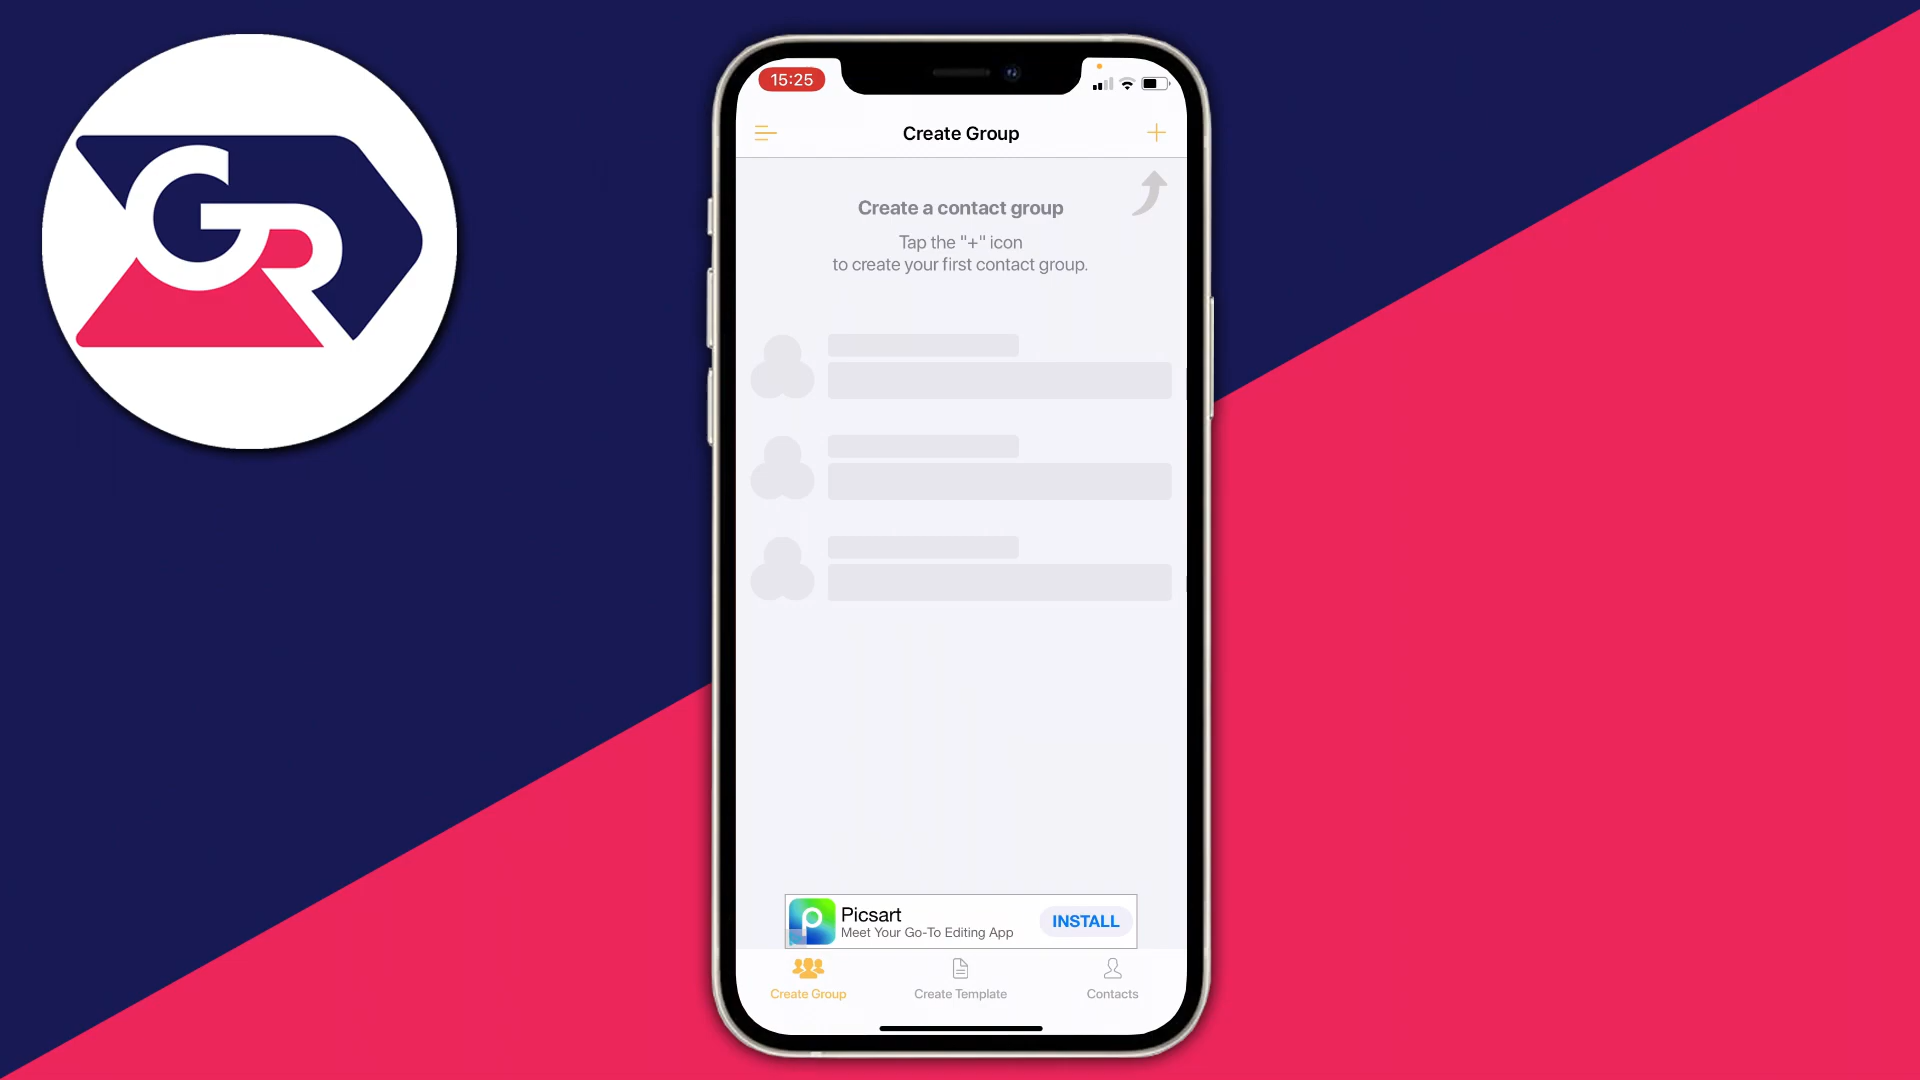 GR
15:25
Create Group
Create a contact group
Tap the "+" icon
to create your first contact group.
Picsart
Meet Your Go-To Editing App
INSTALL
Create Group
Create Template
Contacts